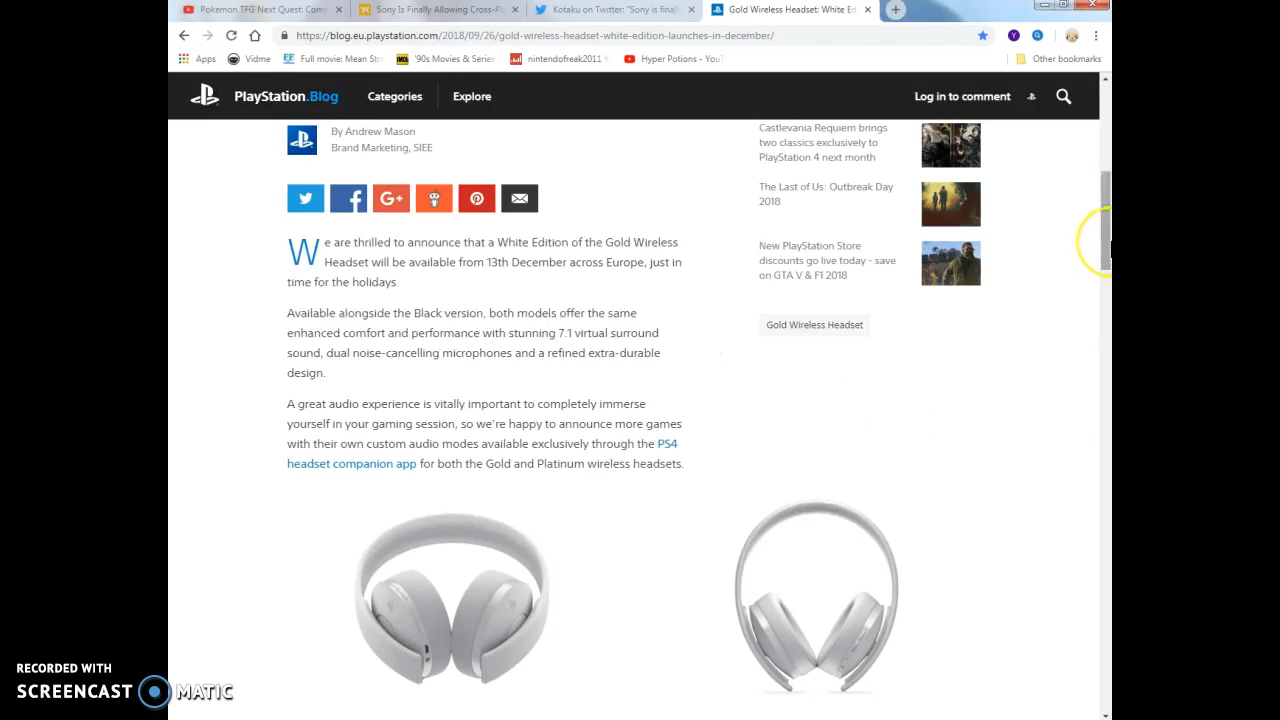 Pokemon TFG Next Quest: Com
Sony Is Finally Allowing Cross-Pl
Kotaku on Twitter: "Sony is finall
Gold Wireless Headset: White Ed
https://blog.eu.playstation.com/2018/09/26/gold-wireless-headset-white-edition-launches-in-december/
Apps
Vidme
Full movie: Mean Str
'90s Movies & Series
nintendofreak2011
Hyper Potions - YouT
Other bookmarks
PlayStation.Blog
Categories
Explore
Log in to comment
By Andrew Mason
Brand Marketing, SIEE
We are thrilled to announce that a White Edition of the Gold Wireless
Headset will be available from 13th December across Europe, just in
time for the holidays.
Available alongside the Black version, both models offer the same
enhanced comfort and performance with stunning 7.1 virtual surround
sound, dual noise-cancelling microphones and a refined extra-durable
design.
A great audio experience is vitally important to completely immerse
yourself in your gaming session, so we're happy to announce more games
with their own custom audio modes available exclusively through the PS4
headset companion app for both the Gold and Platinum wireless headsets.
Castlevania Requiem brings
two classics exclusively to
PlayStation 4 next month
The Last of Us: Outbreak Day
2018
New PlayStation Store
discounts go live today - save
on GTA V & F1 2018
Gold Wireless Headset
RECORDED WITH
SCREENCAST MATIC